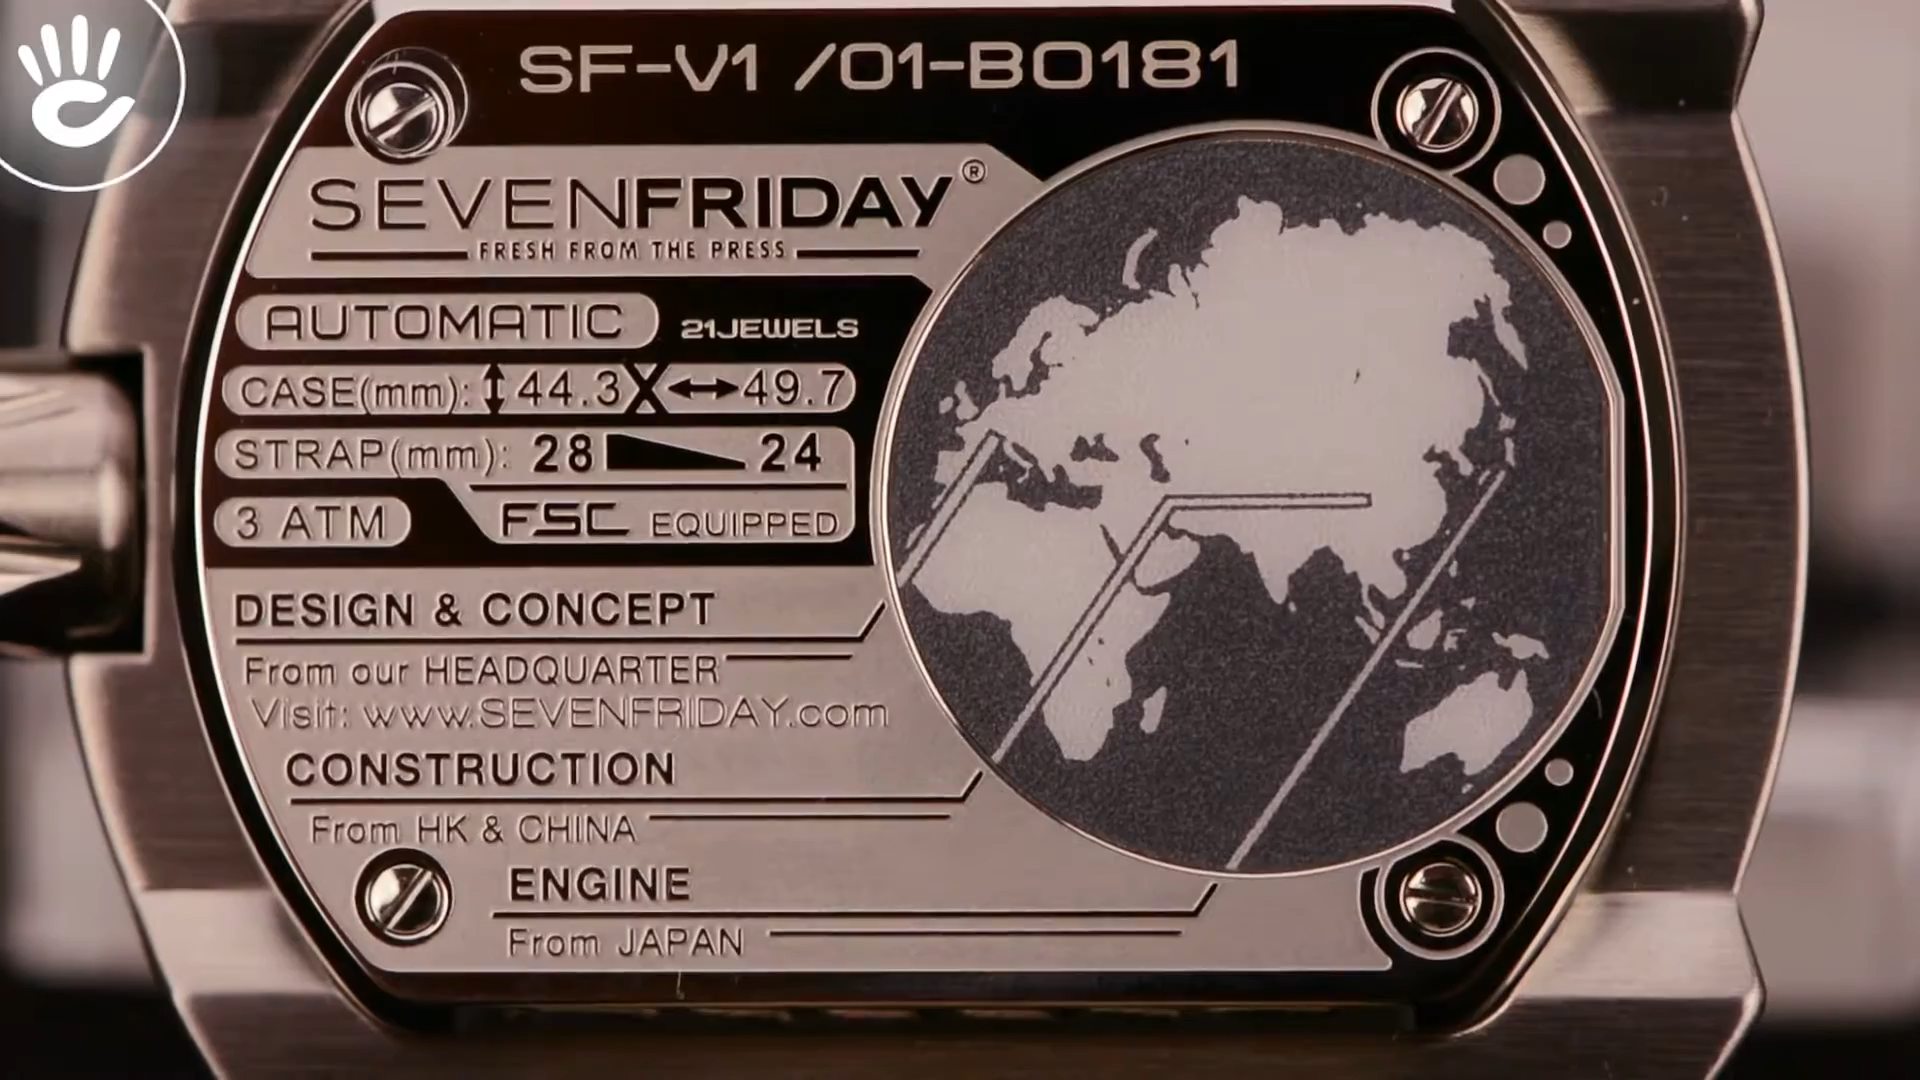 SF-V1 /01-B0181
SEVENFRIDAY®
FRESH FROM THE PRESS
AUTOMATIC 21JEWELS
CASE(mm): 44.3X 49.7
STRAP(mm): 28 24
3 ATM FSC EQUIPPED
DESIGN & CONCEPT
From our HEADQUARTER
Visit: www.SEVENFRIDAY.com
CONSTRUCTION
From HK & CHINA
ENGINE
From JAPAN